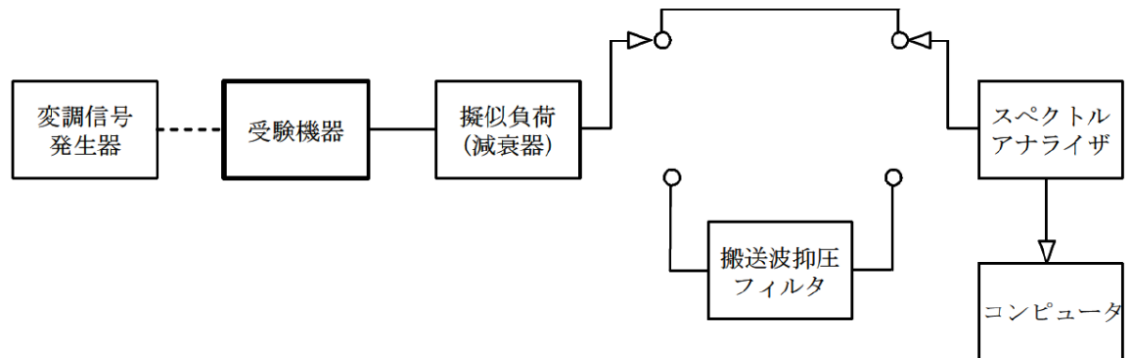 変調信号
発生器
受験機器
擬似負荷
(減衰器)
スペクトル
アナライザ
搬送波抑圧
フィルタ
コンピュータ